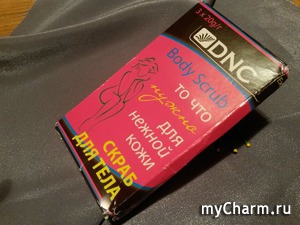 3 x 20g/г
DNC
Body Scrub
то что
нужно
для
нежной
кожи
СКРАБ
ДЛЯ ТЕЛА
myCharm.ru